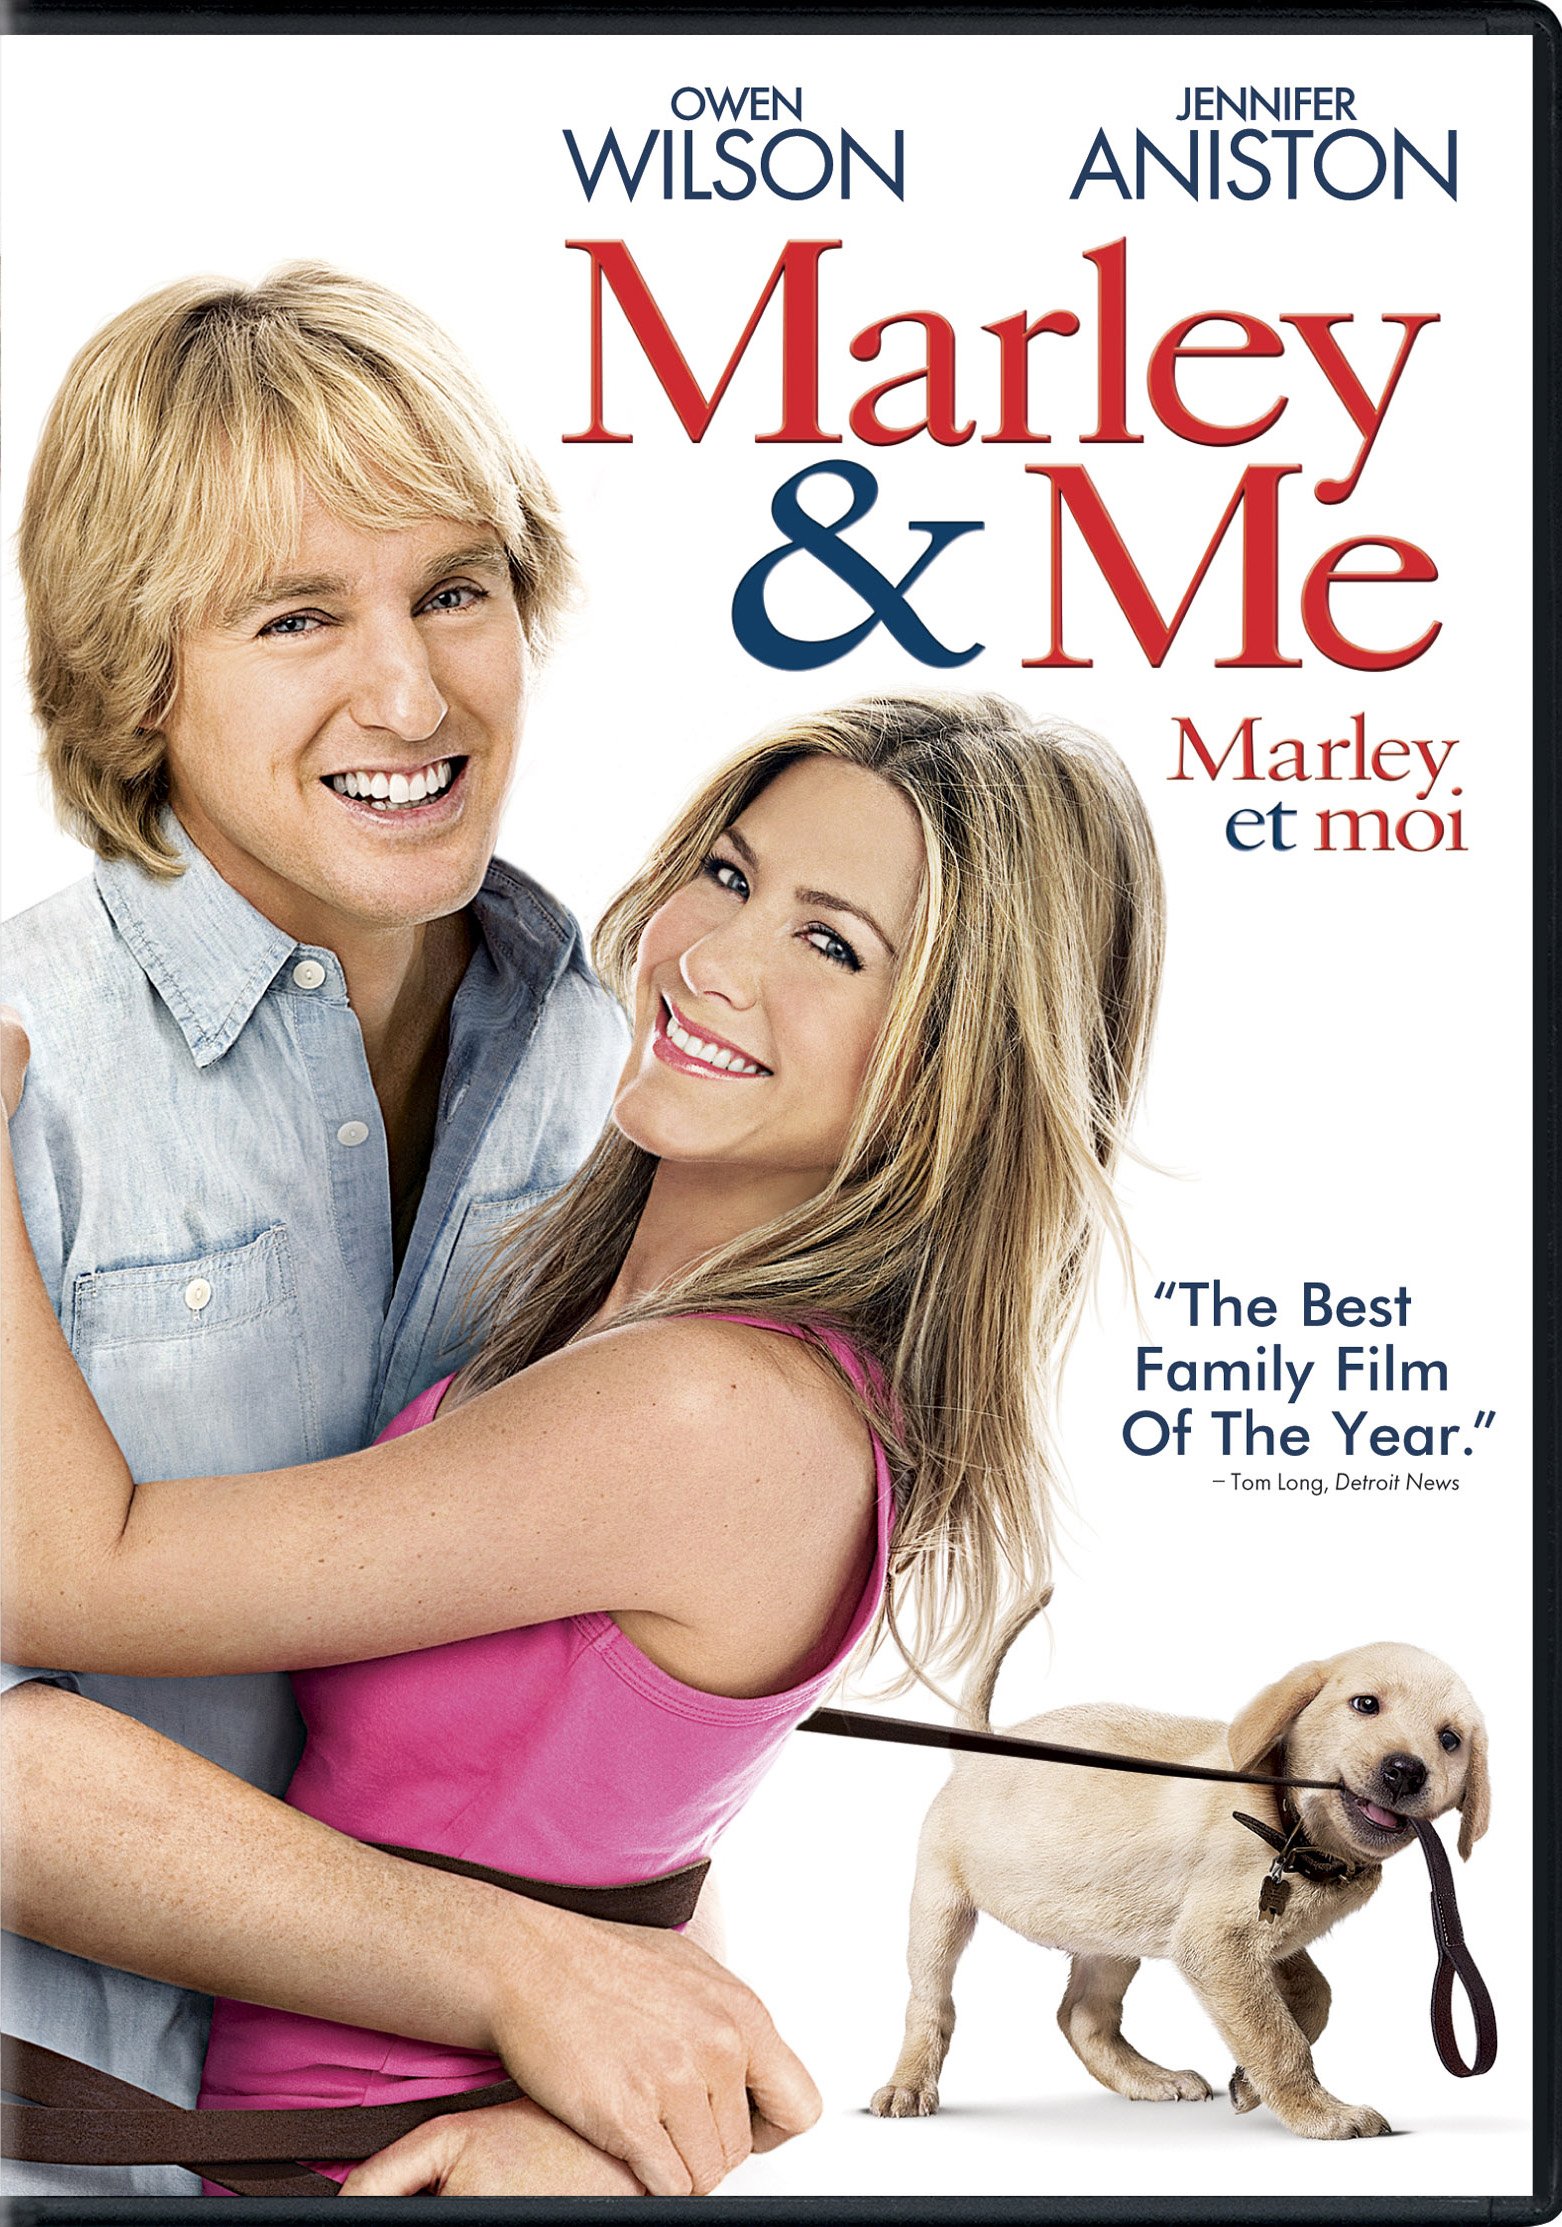 OWEN
WILSON
JENNIFER
ANISTON
Marley
& Me
Marley
et moi
“The Best
Family Film
Of The Year.”
– Tom Long, Detroit News